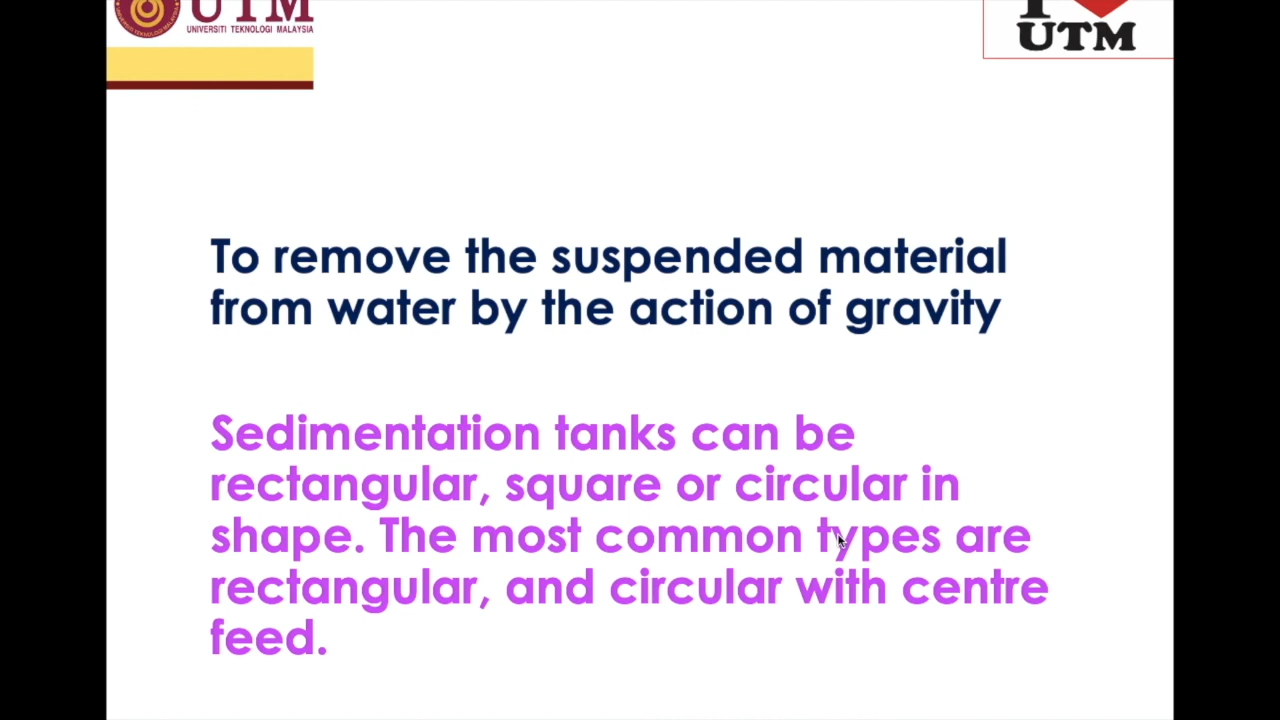 UTM
UNIVERSITI TEKNOLOGI MALAYSIA
I
UTM
To remove the suspended material
from water by the action of gravity
Sedimentation tanks can be
rectangular, square or circular in
shape. The most common types are
rectangular, and circular with centre
feed.